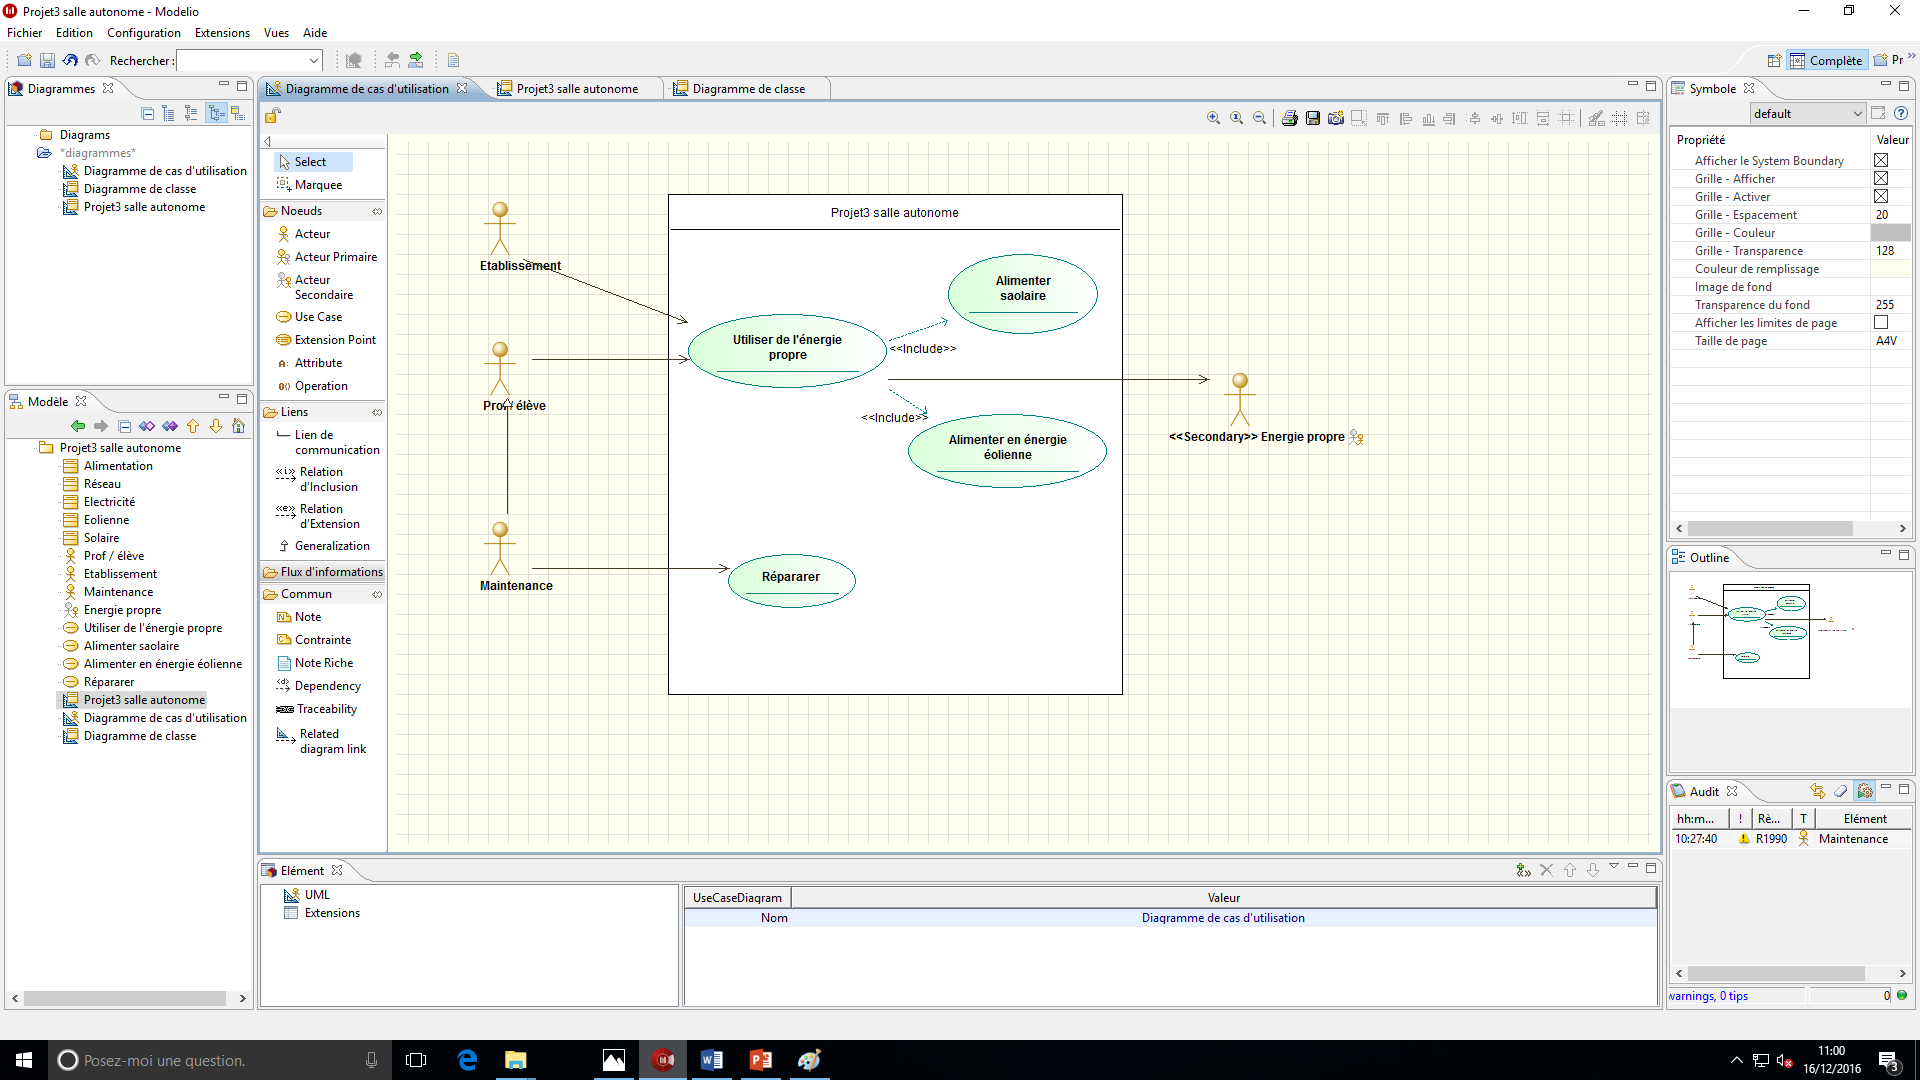 Projet3 salle autonome - Modelio
Fichier Edition Configuration Extensions Vues Aide
Rechercher :
Complète Pr »
Diagrammes
Diagrams
*diagrammes*
Diagramme de cas d'utilisation
Diagramme de classe
Projet3 salle autonome
Modèle
Projet3 salle autonome
Alimentation
Réseau
Electricité
Eolienne
Solaire
Prof / élève
Etablissement
Maintenance
Energie propre
Utiliser de l'énergie propre
Alimenter saolaire
Alimenter en énergie éolienne
Répararer
Projet3 salle autonome
Diagramme de cas d'utilisation
Diagramme de classe
Diagramme de cas d'utilisation Projet3 salle autonome Diagramme de classe
Select
Marquee
Noeuds
Acteur
Acteur Primaire
Acteur
Secondaire
Use Case
Extension Point
Attribute
Operation
Liens
Lien de
communication
Relation
d'Inclusion
Relation
d'Extension
Generalization
Flux d'informations
Commun
Note
Contrainte
Note Riche
Dependency
Traceability
Related
diagram link
Projet3 salle autonome
Etablissement
Prof / élève
Maintenance
Utiliser de l'énergie
propre
Alimenter
saolaire
<<Include>>
<<Include>>
Alimenter en énergie
éolienne
Répararer
<<Secondary>> Energie propre
Elément
UML
Extensions
UseCaseDiagram Valeur
Nom Diagramme de cas d'utilisation
Symbole
default
Propriété Valeur
Afficher le System Boundary
Grille - Afficher
Grille - Activer
Grille - Espacement 20
Grille - Couleur
Grille - Transparence 128
Couleur de remplissage
Image de fond
Transparence du fond 255
Afficher les limites de page
Taille de page A4V
Outline
Audit
hh:m... ! Rè... T Elément
10:27:40 R1990 Maintenance
warnings, 0 tips 0
Posez-moi une question.
11:00
16/12/2016
3